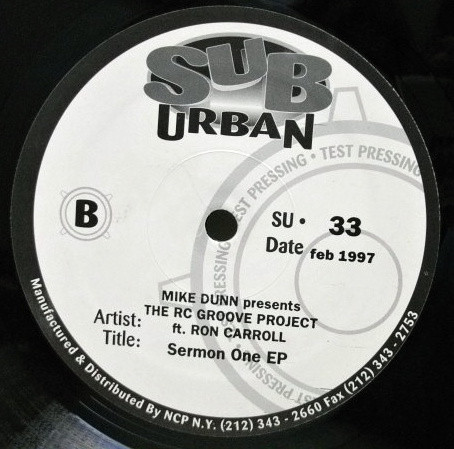 SUB
URBAN
TEST PRESSING • TEST PRESSING
B
SU • 33
Date feb 1997
MIKE DUNN presents
Artist: THE RC GROOVE PROJECT
ft. RON CARROLL
Title: Sermon One EP
Manufactured & Distributed By NCP N.Y. (212) 343 - 2660 Fax (212) 343 - 2753